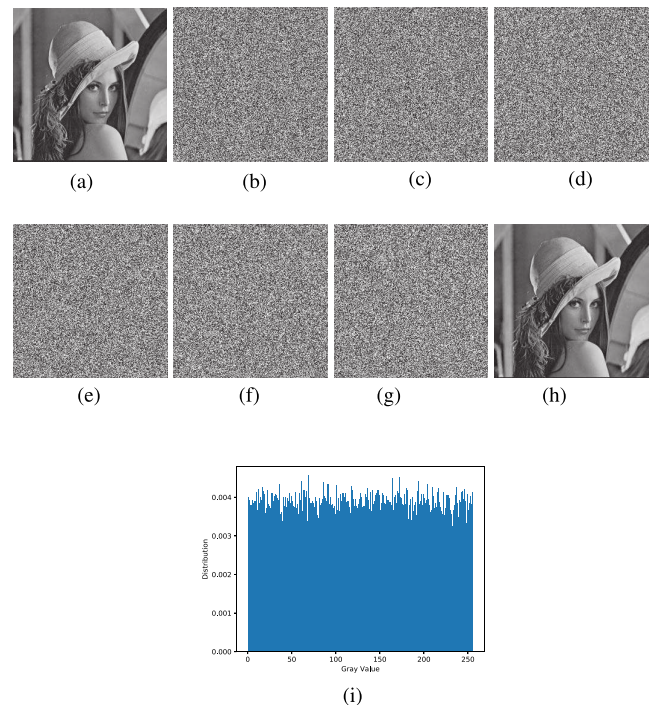 (a)
(b)
(c)
(d)
(e)
(f)
(g)
(h)
0.004
0.003
0.002
0.001
0.000
Distribution
0 50 100 150 200 250
Gray Value
(i)